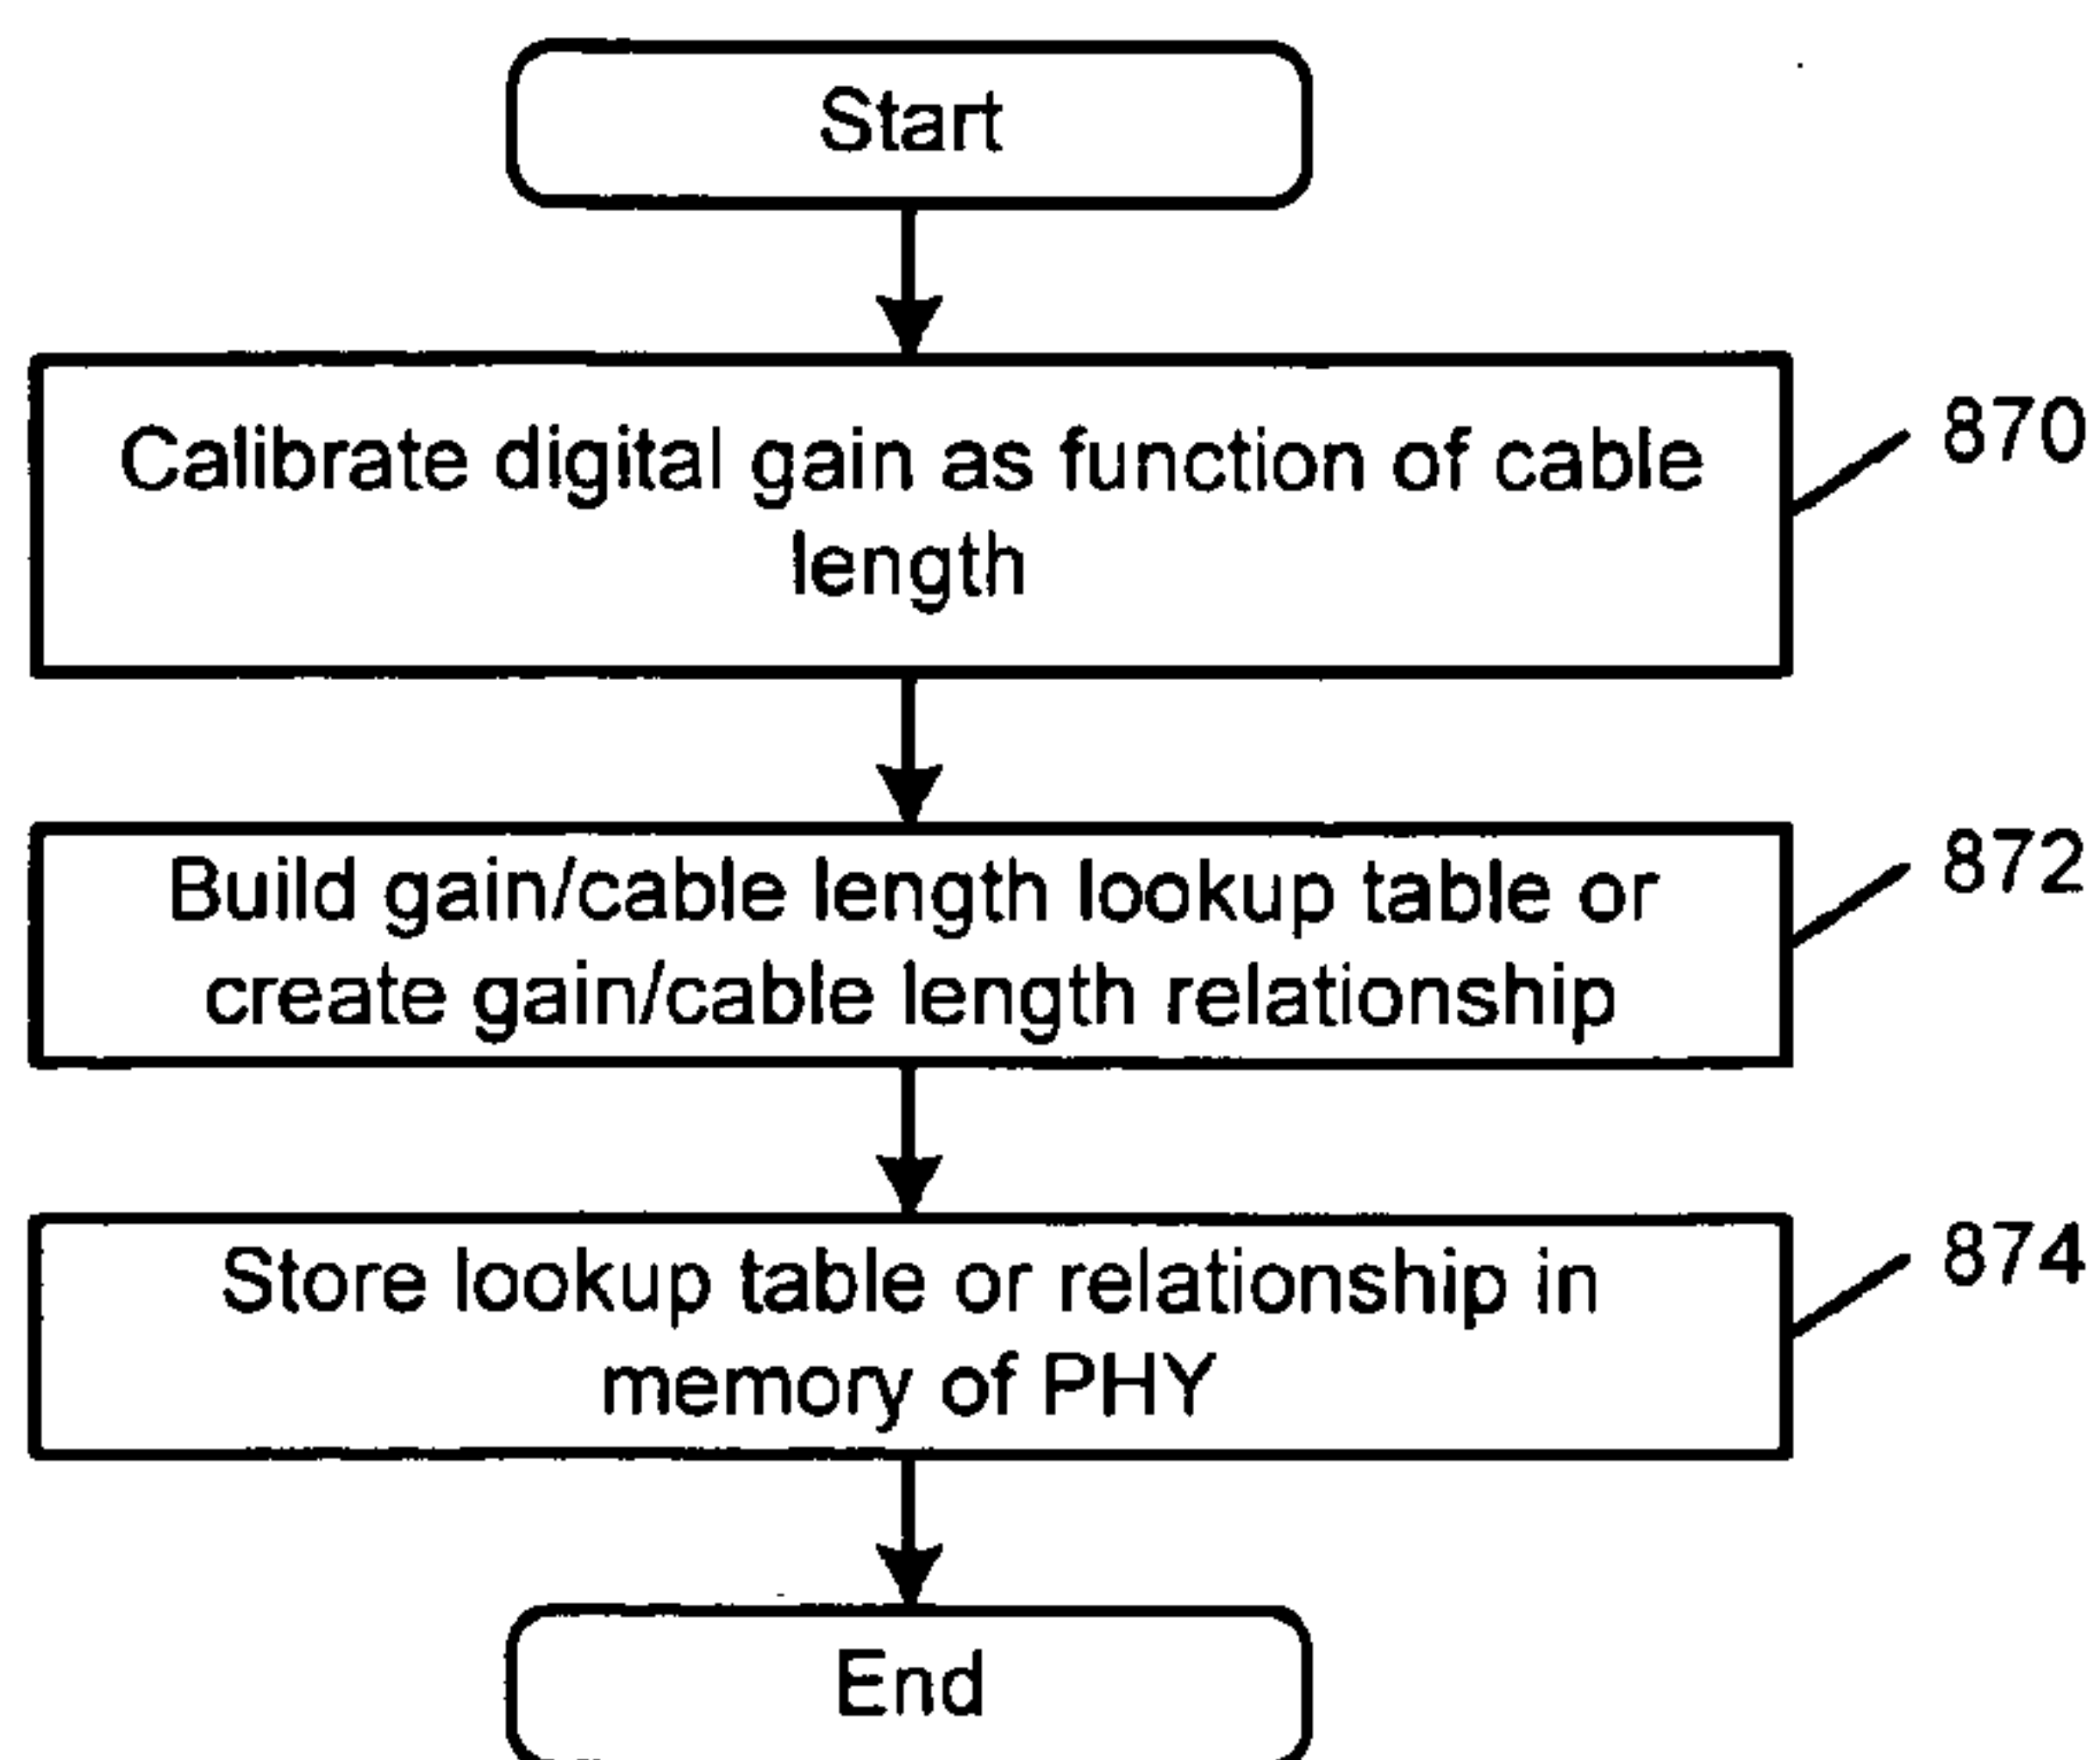 Start
Calibrate digital gain as function of cable
length
870
Build gain/cable length lookup table or
create gain/cable length relationship
872
Store lookup table or relationship in
memory of PHY
874
End